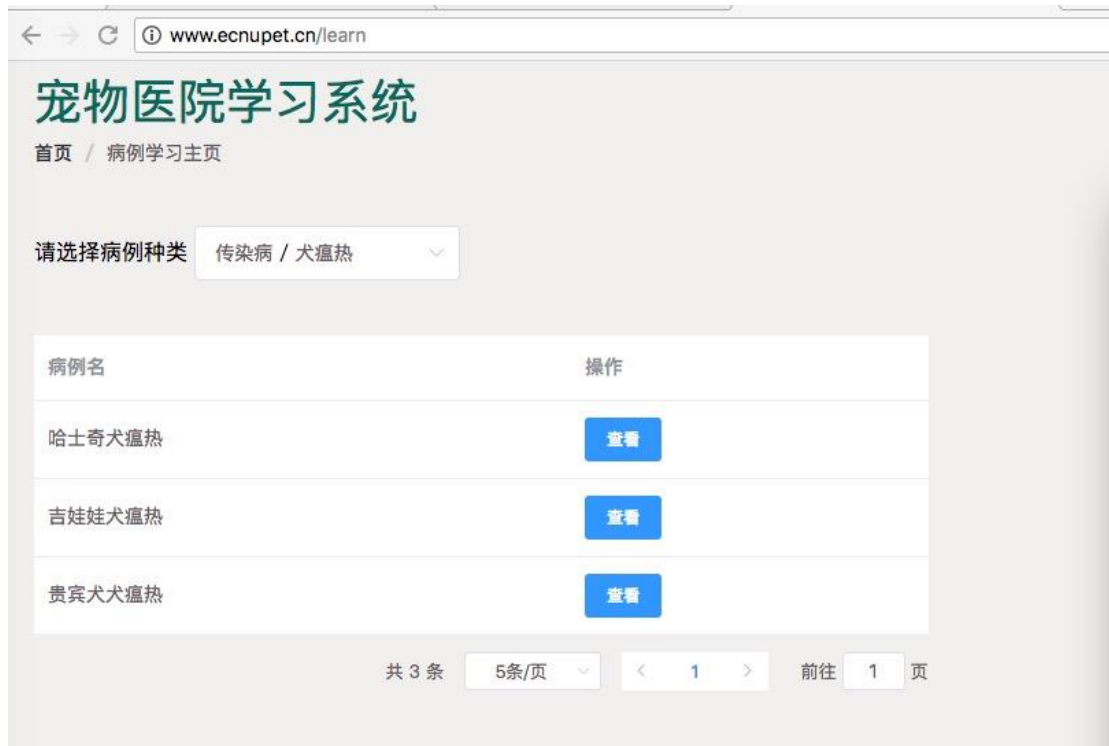 www.ecnupet.cn/learn
宠物医院学习系统
首页 / 病例学习主页
请选择病例种类 传染病 / 犬瘟热
病例名 操作
哈士奇犬瘟热 查看
吉娃娃犬瘟热 查看
贵宾犬犬瘟热 查看
共 3 条 5条/页 < 1 > 前往 1 页